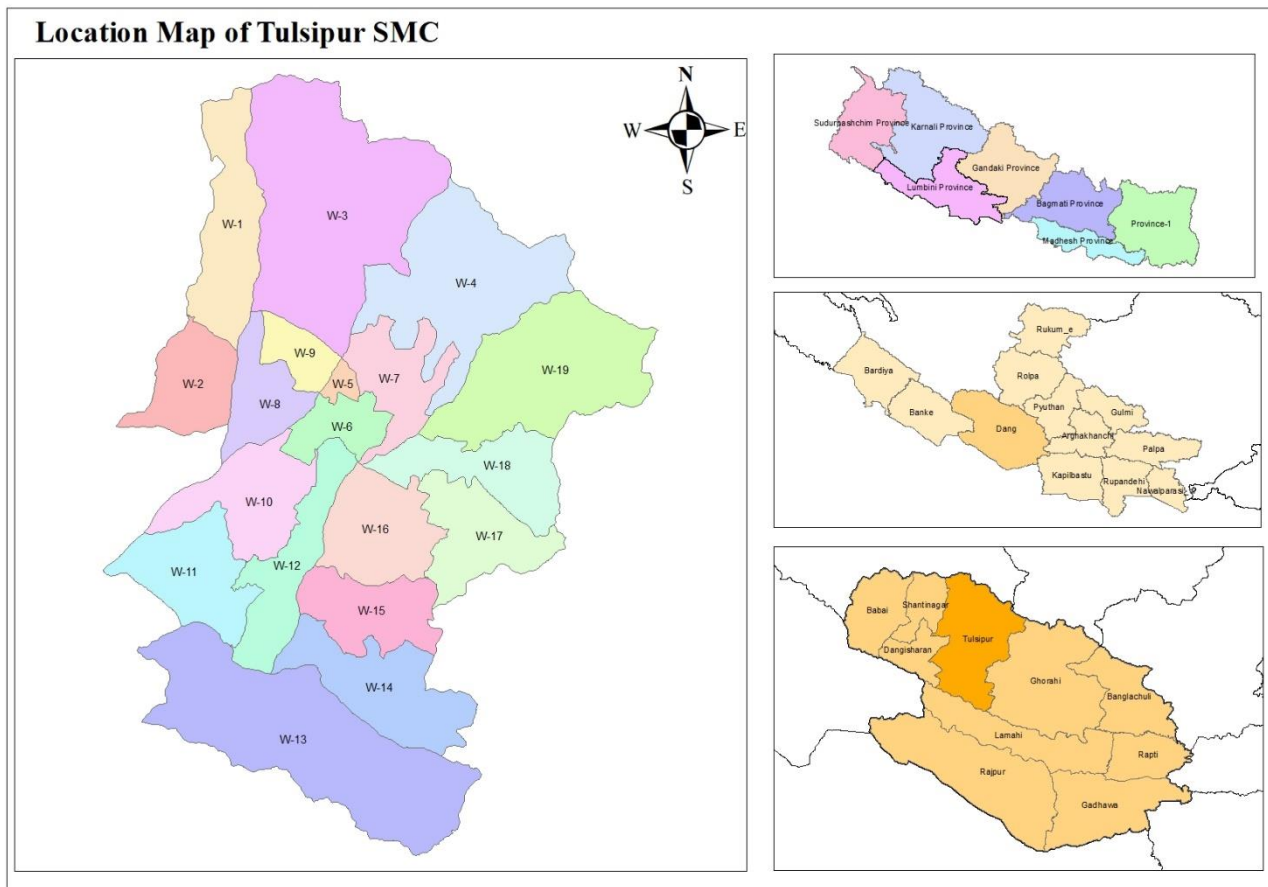 Location Map of Tulsipur SMC
N
W
E
S
W-1
W-3
W-4
W-2
W-9
W-5
W-7
W-19
W-8
W-6
W-18
W-10
W-16
W-17
W-11
W-12
W-15
W-14
W-13
Sudurpashchim Province
Karnali Province
Gandaki Province
Lumbini Province
Bagmati Province
Province-1
Madhesh Province
Rukum_e
Bardiya
Rolpa
Banke
Pyuthan
Gulmi
Dang
Arghakhanchi
Palpa
Kapilbastu
Rupandehi
Babai
Shantinagar
Tulsipur
Dangisharan
Ghorahi
Banglachuli
Lamahi
Rapti
Rajpur
Gadhawa